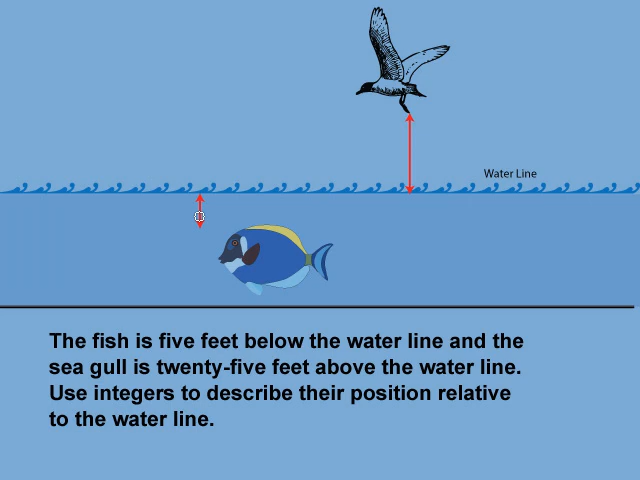 Water Line
The fish is five feet below the water line and the
sea gull is twenty-five feet above the water line.
Use integers to describe their position relative
to the water line.